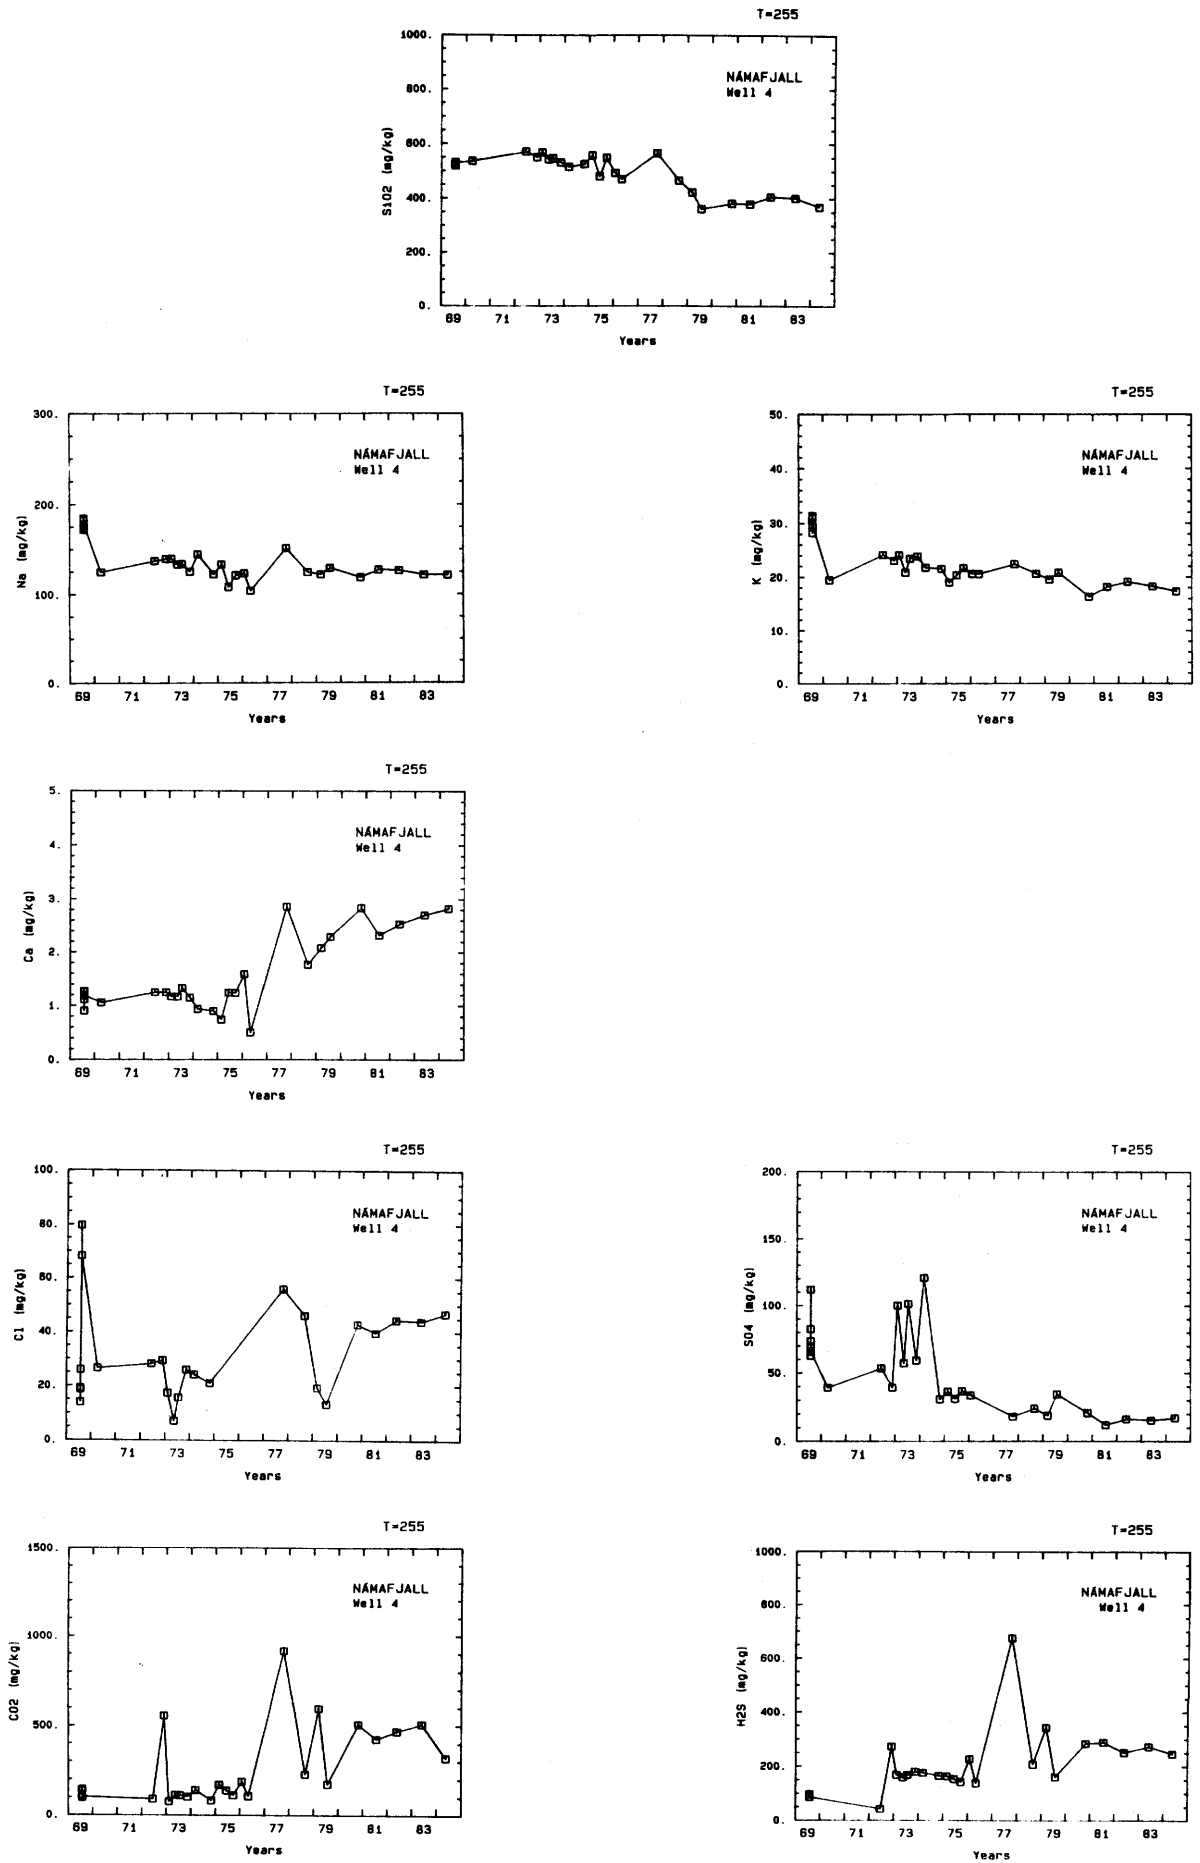 T=255
1000.
NÁMAFJALL
Well 4
800.
600.
400.
200.
0.
SiO2 (mg/kg)
69 71 73 75 77 79 81 83
Years
T=255
300.
NÁMAFJALL
Well 4
200.
100.
0.
Na (mg/kg)
69 71 73 75 77 79 81 83
Years
T=255
50.
NÁMAFJALL
Well 4
40.
30.
20.
10.
0.
K (mg/kg)
69 71 73 75 77 79 81 83
Years
T=255
5.
NÁMAFJALL
Well 4
4.
3.
2.
1.
0.
Ca (mg/kg)
69 71 73 75 77 79 81 83
Years
T=255
100.
NÁMAFJALL
Well 4
80.
60.
40.
20.
0.
Cl (mg/kg)
69 71 73 75 77 79 81 83
Years
T=255
200.
NÁMAFJALL
Well 4
150.
100.
50.
0.
SO4 (mg/kg)
69 71 73 75 77 79 81 83
Years
T=255
1500.
NÁMAFJALL
Well 4
1000.
500.
0.
CO2 (mg/kg)
69 71 73 75 77 79 81 83
Years
T=255
1000.
NÁMAFJALL
Well 4
800.
600.
400.
200.
0.
H2S (mg/kg)
69 71 73 75 77 79 81 83
Years